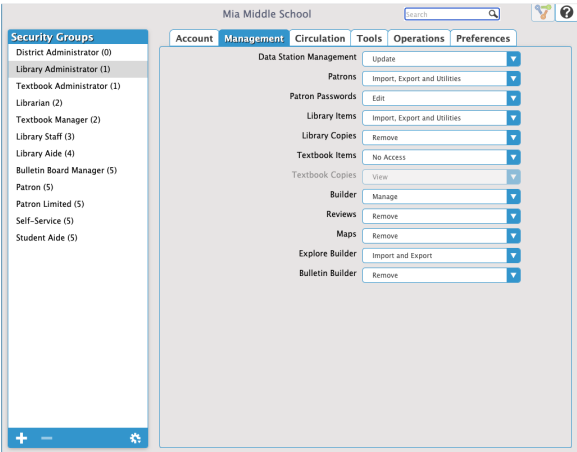 Mia Middle School
Search
?
Security Groups
District Administrator (0)
Library Administrator (1)
Textbook Administrator (1)
Librarian (2)
Textbook Manager (2)
Library Staff (3)
Library Aide (4)
Bulletin Board Manager (5)
Patron (5)
Patron Limited (5)
Self-Service (5)
Student Aide (5)
Account Management Circulation Tools Operations Preferences
Data Station Management Update
Patrons Import, Export and Utilities
Patron Passwords Edit
Library Items Import, Export and Utilities
Library Copies Remove
Textbook Items No Access
Textbook Copies View
Builder Manage
Reviews Remove
Maps Remove
Explore Builder Import and Export
Bulletin Builder Remove